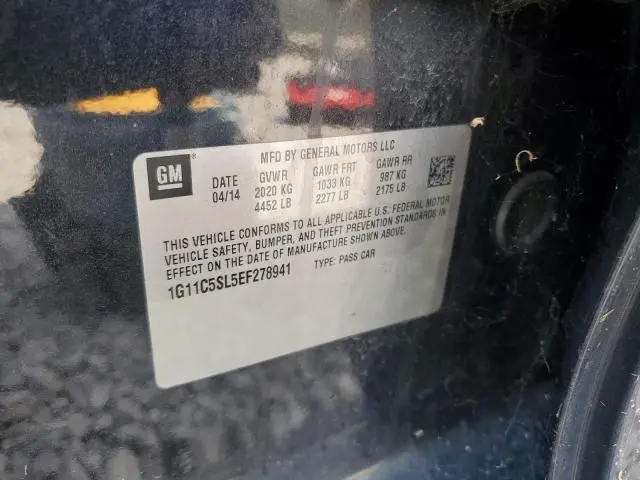 MFD BY GENERAL MOTORS LLC
GM
DATE GVWR GAWR FRT GAWR RR
04/14 2020 KG 1033 KG 987 KG
4452 LB 2277 LB 2175 LB
THIS VEHICLE CONFORMS TO ALL APPLICABLE U.S. FEDERAL MOTOR
VEHICLE SAFETY, BUMPER, AND THEFT PREVENTION STANDARDS IN
EFFECT ON THE DATE OF MANUFACTURE SHOWN ABOVE.
1G11C5SL5EF278941 TYPE: PASS CAR